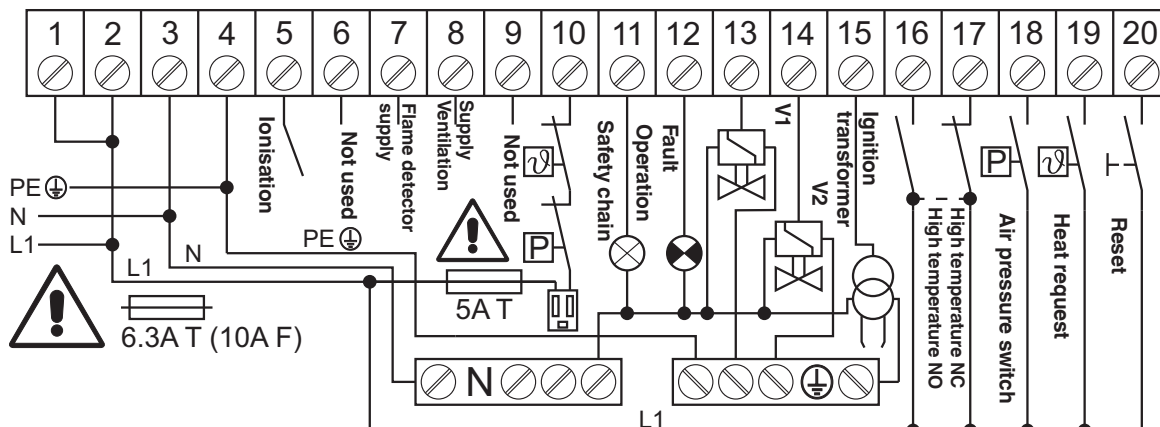 1 2 3 4 5 6 7 8 9 10 11 12 13 14 15 16 17 18 19 20
Ionisation
Not used
Flame detector
supply
Supply
Ventilation
Not used
ϑ
P
Safety chain
Operation
Fault
V1
V2
Ignition
transformer
High temperature NO
High temperature NC
P
Air pressure switch
ϑ
Heat request
Reset
PE
N
L1
PE
N
L1
5A T
6.3A T (10A F)
N
L1